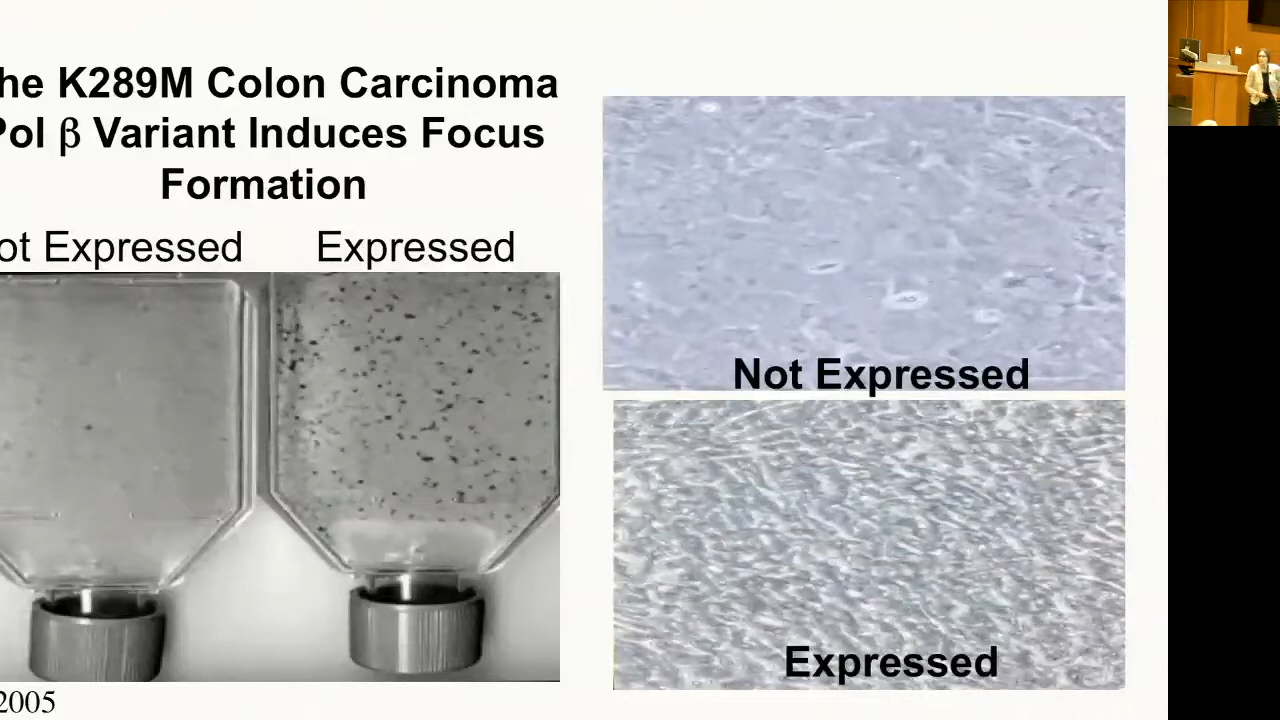 he K289M Colon Carcinoma
Pol β Variant Induces Focus
Formation
ot Expressed
Expressed
Not Expressed
Expressed
2005